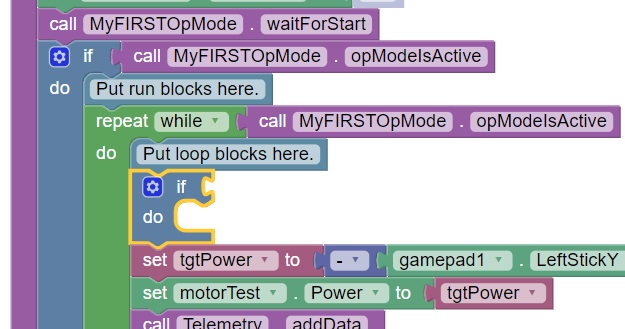 call MyFIRSTOpMode . waitForStart
if call MyFIRSTOpMode . opModeIsActive
do Put run blocks here.
repeat while call MyFIRSTOpMode . opModeIsActive
do Put loop blocks here.
if
do
set tgtPower to - gamepad1 . LeftStickY
set motorTest . Power to tgtPower
call Telemetry . addData